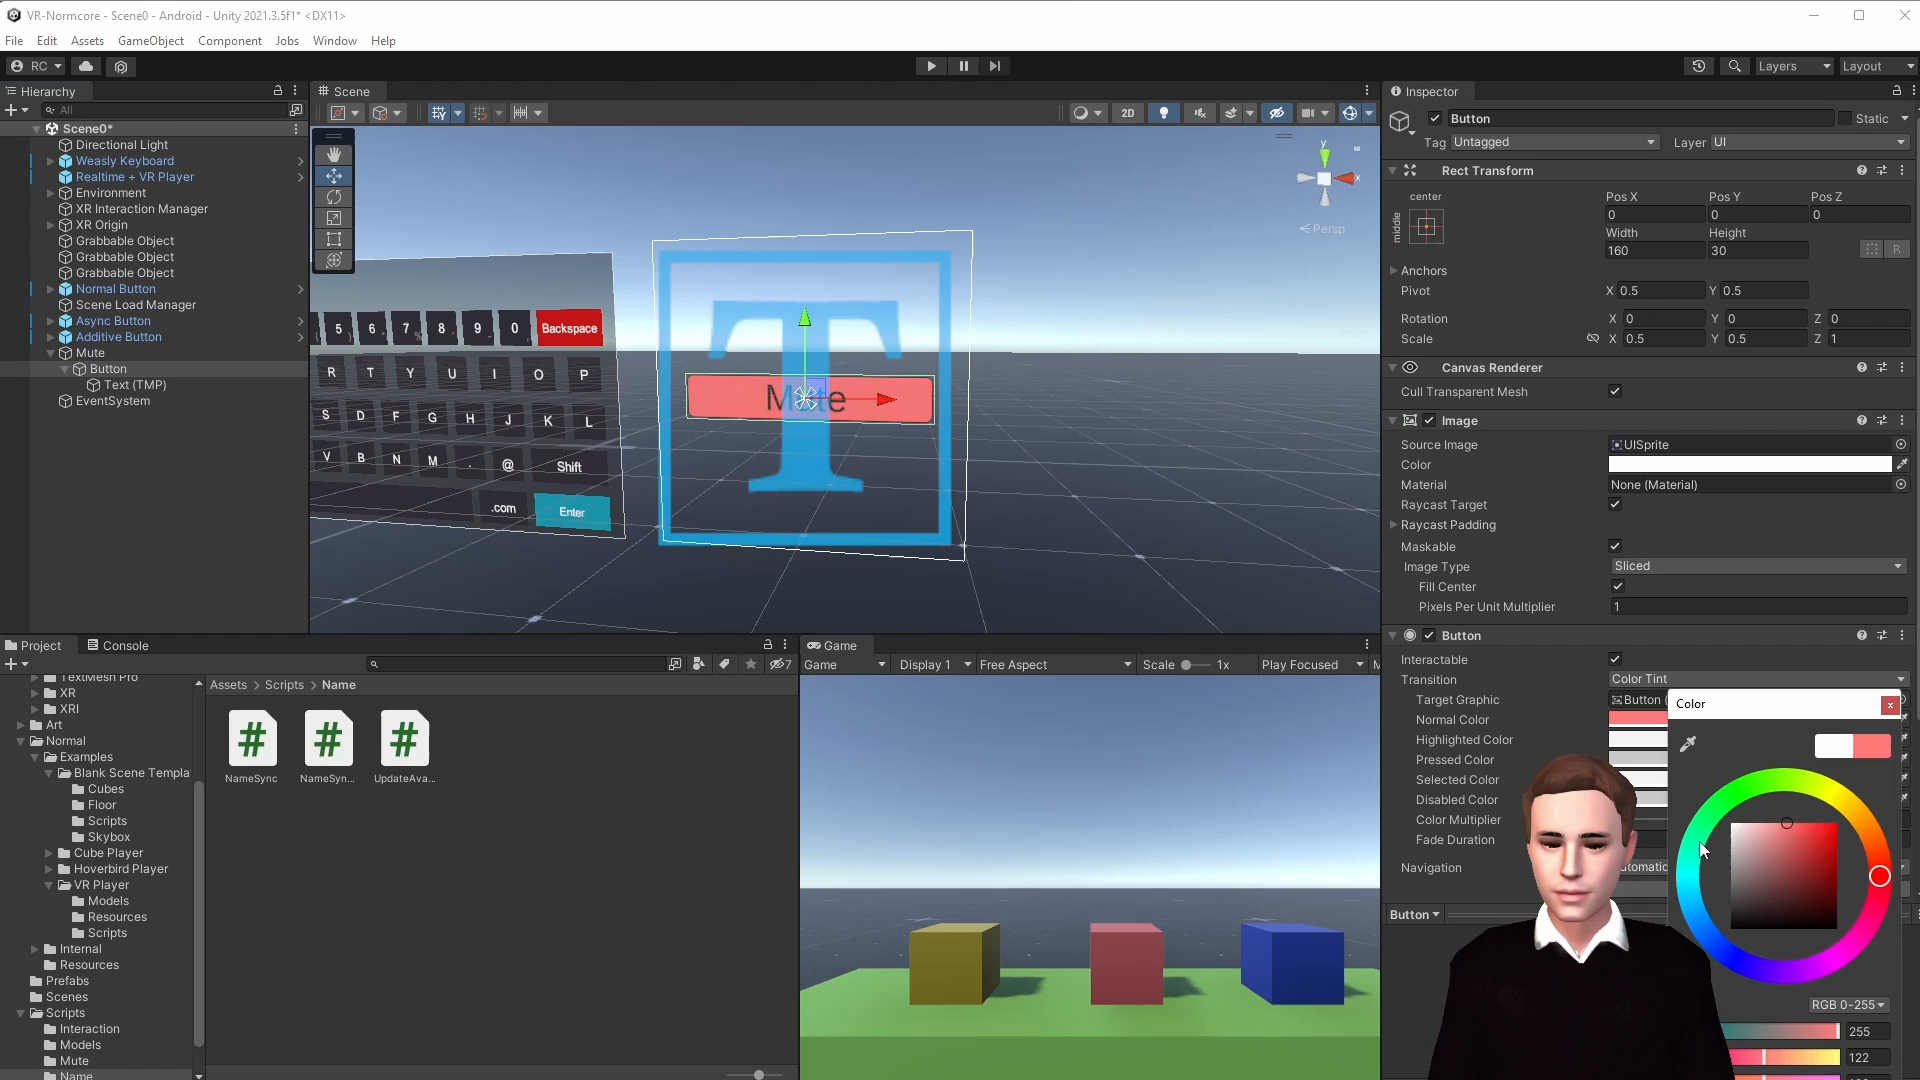 VR-Normcore - Scene0 - Android - Unity 2021.3.5f1* <DX11>
File Edit Assets GameObject Component Jobs Window Help
RC Layers Layout
Hierarchy
All
Scene0*
Directional Light
Weasly Keyboard
Realtime + VR Player
Environment
XR Interaction Manager
XR Origin
Grabbable Object
Grabbable Object
Grabbable Object
Normal Button
Scene Load Manager
Async Button
Additive Button
Mute
Button
Text (TMP)
EventSystem
Scene
2D
y
x
Persp
5 6 7 8 9 0 Backspace
R T Y U I O P
S D F G H J K L
V B N M . @ Shift
.com Enter
T
Mute
Inspector
Button Static
Tag Untagged Layer UI
Rect Transform
center
middle
Pos X Pos Y Pos Z
0 0 0
Width Height
160 30
R
Anchors
Pivot X 0.5 Y 0.5
Rotation X 0 Y 0 Z 0
Scale X 0.5 Y 0.5 Z 1
Canvas Renderer
Cull Transparent Mesh
Image
Source Image UISprite
Color
Material None (Material)
Raycast Target
Raycast Padding
Maskable
Image Type Sliced
Fill Center
Pixels Per Unit Multiplier 1
Button
Interactable
Transition Color Tint
Target Graphic Button (
Normal Color
Highlighted Color
Pressed Color
Selected Color
Disabled Color
Color Multiplier
Fade Duration
Navigation utomatic
Button
Color
x
RGB 0-255
255
122
Project Console
7
TextMesh Pro
XR
XRI
Art
Normal
Examples
Blank Scene Templa
Cubes
Floor
Scripts
Skybox
Cube Player
Hoverbird Player
VR Player
Models
Resources
Scripts
Internal
Resources
Prefabs
Scenes
Scripts
Interaction
Models
Mute
Name
Assets > Scripts > Name
# # #
NameSync NameSyn... UpdateAva...
Game
Game Display 1 Free Aspect Scale 1x Play Focused M